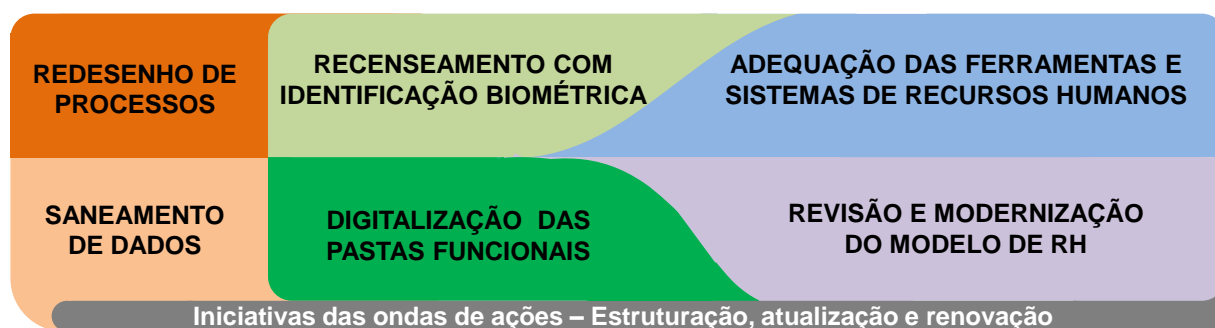 REDESENHO DE
PROCESSOS
RECENSEAMENTO COM
IDENTIFICAÇÃO BIOMÉTRICA
ADEQUAÇÃO DAS FERRAMENTAS E
SISTEMAS DE RECURSOS HUMANOS
SANEAMENTO
DE DADOS
DIGITALIZAÇÃO DAS
PASTAS FUNCIONAIS
REVISÃO E MODERNIZAÇÃO
DO MODELO DE RH
Iniciativas das ondas de ações – Estruturação, atualização e renovação